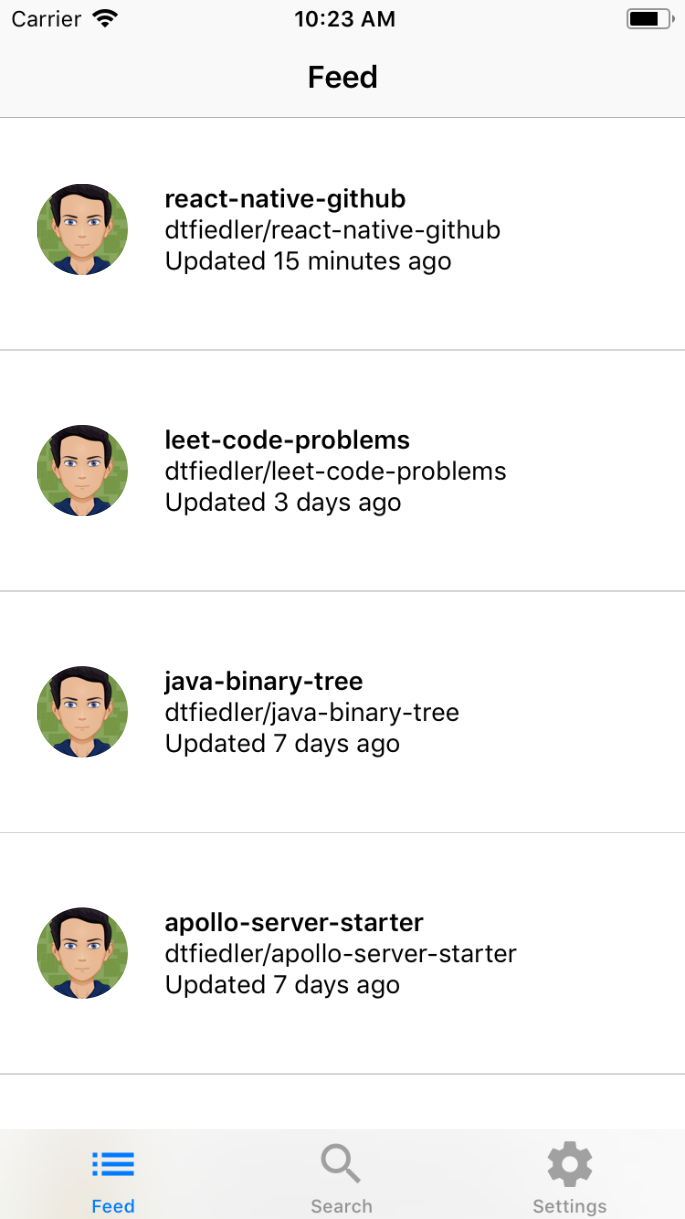 Carrier 10:23 AM
Feed
react-native-github
dtfiedler/react-native-github
Updated 15 minutes ago
leet-code-problems
dtfiedler/leet-code-problems
Updated 3 days ago
java-binary-tree
dtfiedler/java-binary-tree
Updated 7 days ago
apollo-server-starter
dtfiedler/apollo-server-starter
Updated 7 days ago
Feed Search Settings